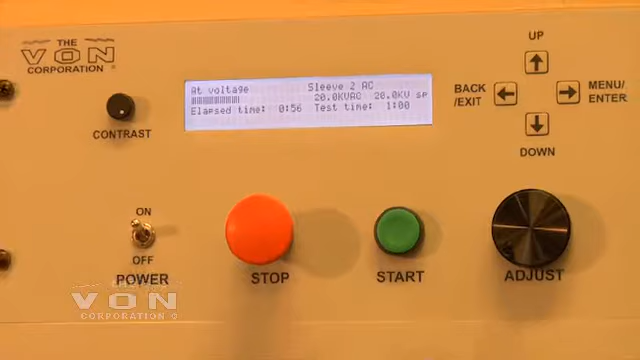 THE
VON
CORPORATION ®
CONTRAST
At voltage Sleeve 2 AC
20.0KVAC 20.0KV sp
Elapsed time: 0:56 Test time: 1:00
UP
BACK
/EXIT
MENU/
ENTER
DOWN
ON
OFF
POWER
STOP
START
ADJUST
VON
CORPORATION ®